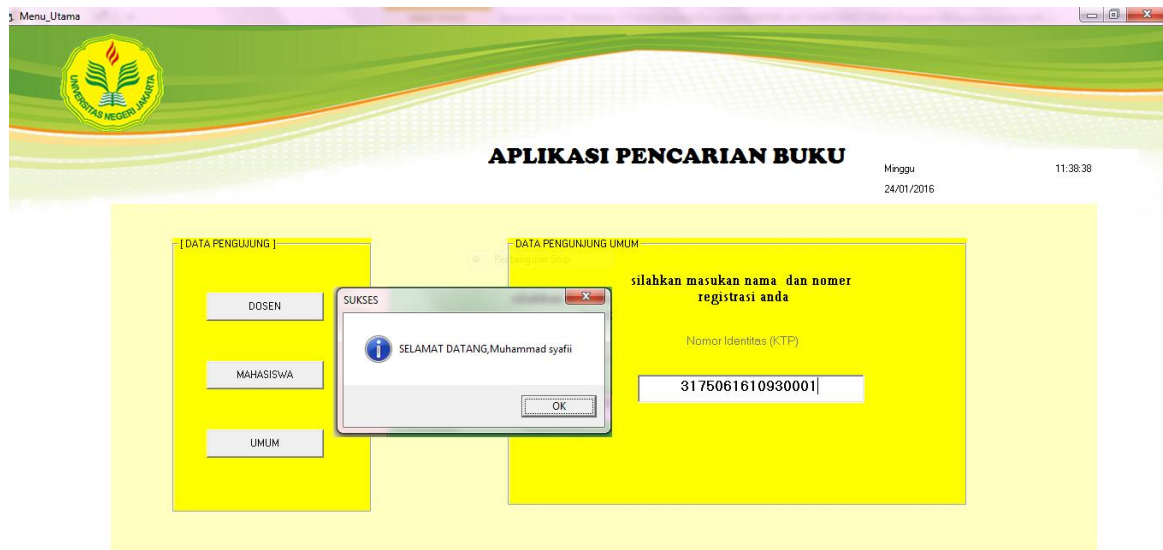 Menu_Utama
UNIVERSITAS NEGERI JAKARTA
APLIKASI PENCARIAN BUKU
Minggu
11:38:38
24/01/2016
[ DATA PENGUJUNG ]
DATA PENGUNJUNG UMUM
Rectangular Snip
silahkan masukan nama dan nomer
registrasi anda
DOSEN
SUKSES
SELAMAT DATANG,Muhammad syafii
Nomor Identitas (KTP)
MAHASISWA
3175061610930001
OK
UMUM